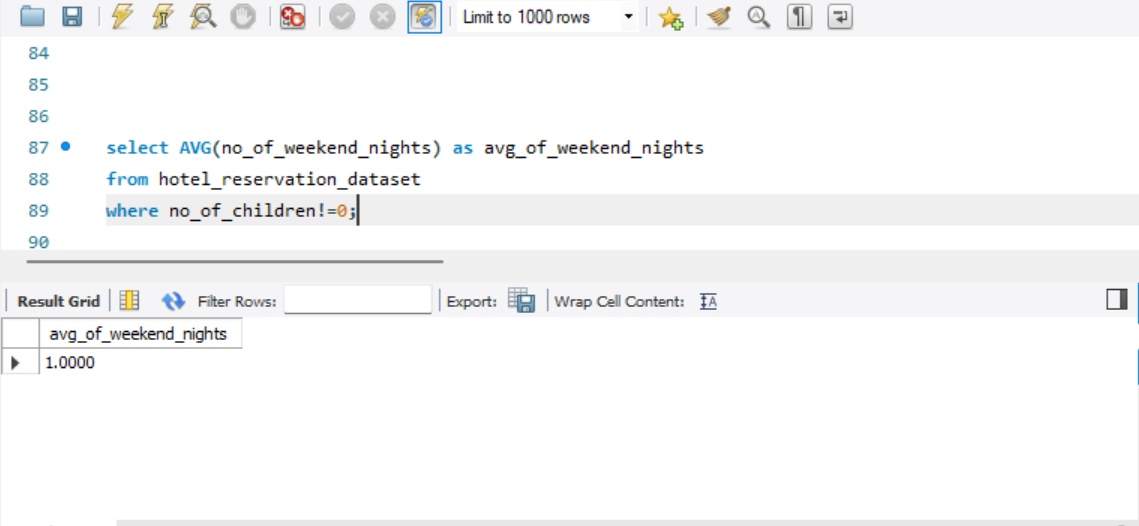 Limit to 1000 rows
84
85
86
87 select AVG(no_of_weekend_nights) as avg_of_weekend_nights
88 from hotel_reservation_dataset
89 where no_of_children!=0;
90
Result Grid Filter Rows: Export: Wrap Cell Content: IA
avg_of_weekend_nights
1.0000